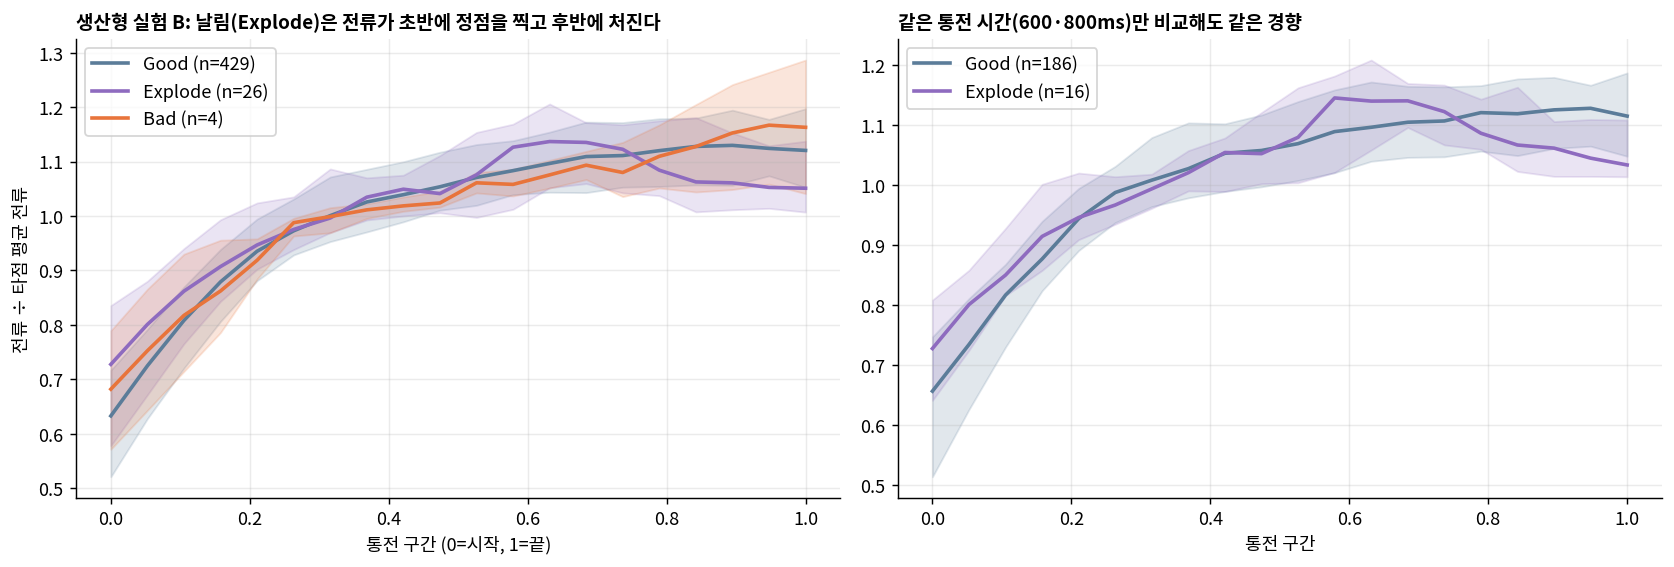 생산형 실험 B: 날림(Explode)은 전류가 초반에 정점을 찍고 후반에 처진다
Good (n=429)
Explode (n=26)
Bad (n=4)
전류 ÷ 타점 평균 전류
1.3
1.2
1.1
1.0
0.9
0.8
0.7
0.6
0.5
0.0 0.2 0.4 0.6 0.8 1.0
통전 구간 (0=시작, 1=끝)
같은 통전 시간(600·800ms)만 비교해도 같은 경향
Good (n=186)
Explode (n=16)
1.2
1.1
1.0
0.9
0.8
0.7
0.6
0.5
0.0 0.2 0.4 0.6 0.8 1.0
통전 구간